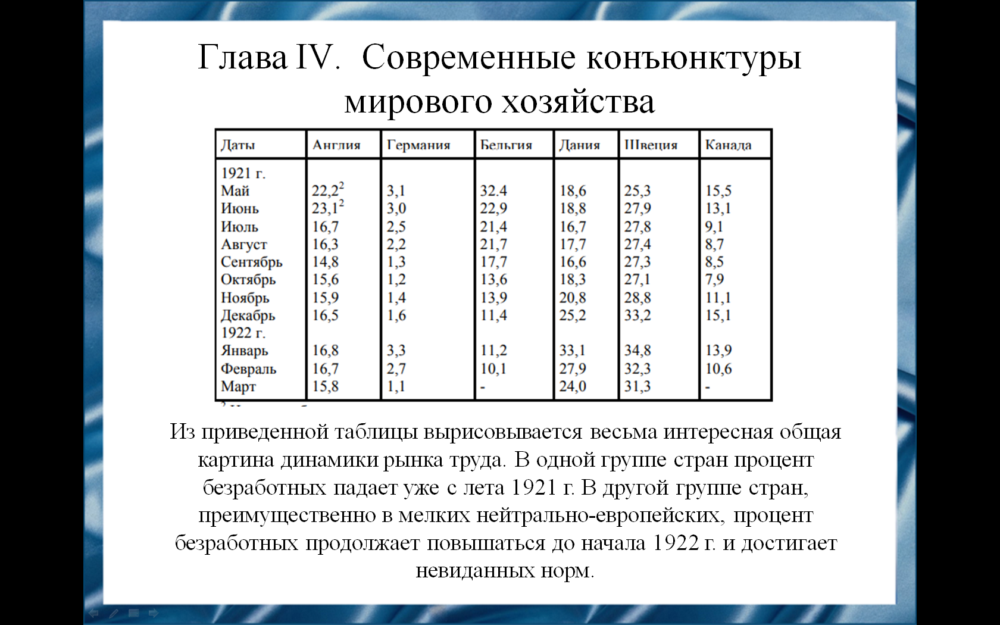 Глава IV. Современные конъюнктуры
мирового хозяйства
Даты Англия Германия Бельгия Дания Швеция Канада
1921 г.
Май 22,2² 3,1 32.4 18,6 25,3 15,5
Июнь 23,1² 3,0 22,9 18,8 27,9 13,1
Июль 16,7 2,5 21,4 16,7 27,8 9,1
Август 16,3 2,2 21,7 17,7 27,4 8,7
Сентябрь 14,8 1,3 17,7 16,6 27,3 8,5
Октябрь 15,6 1,2 13,6 18,3 27,1 7,9
Ноябрь 15,9 1,4 13,9 20,8 28,8 11,1
Декабрь 16,5 1,6 11,4 25,2 33,2 15,1
1922 г.
Январь 16,8 3,3 11,2 33,1 34,8 13,9
Февраль 16,7 2,7 10,1 27,9 32,3 10,6
Март 15,8 1,1 - 24,0 31,3 -
Из приведенной таблицы вырисовывается весьма интересная общая
картина динамики рынка труда. В одной группе стран процент
безработных падает уже с лета 1921 г. В другой группе стран,
преимущественно в мелких нейтрально-европейских, процент
безработных продолжает повышаться до начала 1922 г. и достигает
невиданных норм.